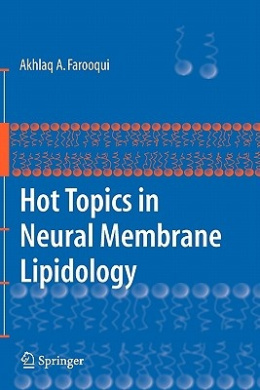 Akhlaq A. Farooqui
Hot Topics in
Neural Membrane
Lipidology
Springer